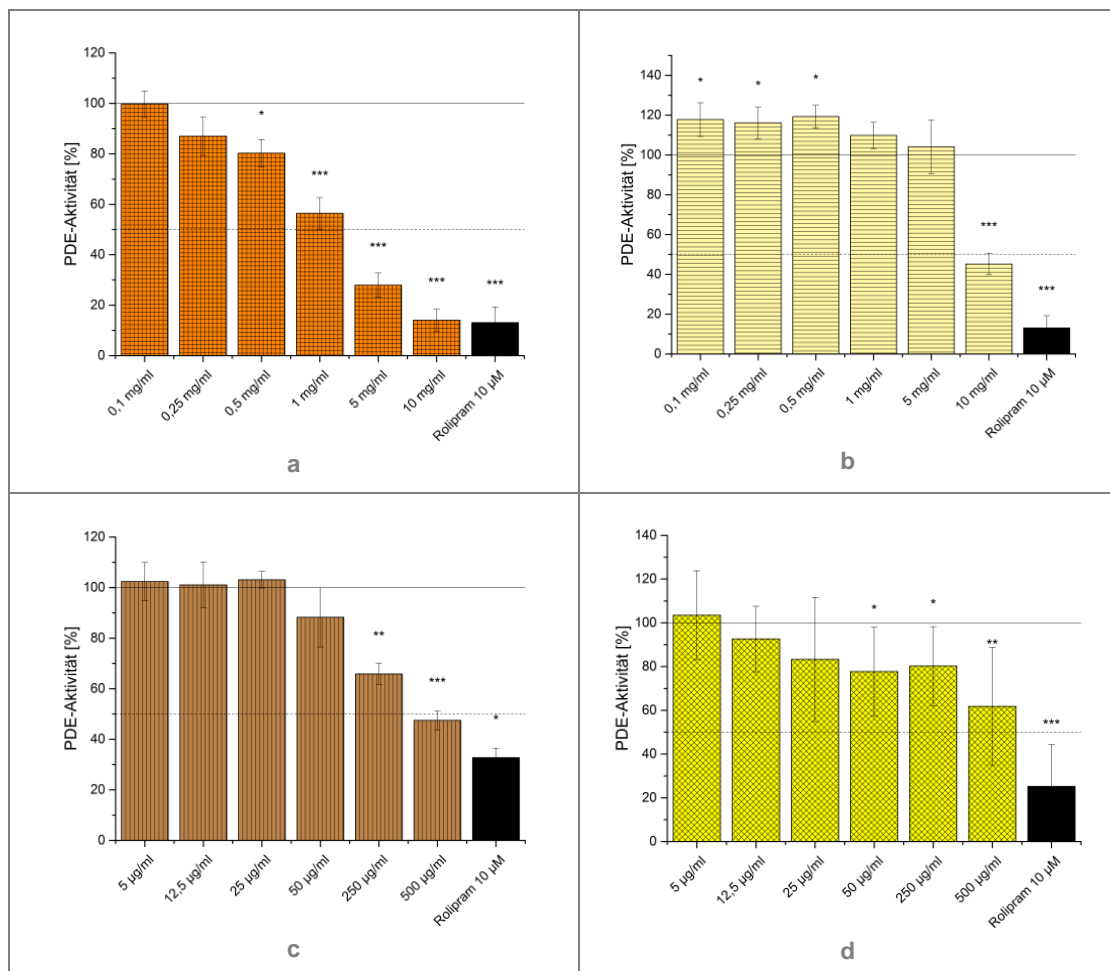 120
100
80
60
40
20
0
PDE-Aktivität [%]
*
***
***
***
***
0,1 mg/ml
0,25 mg/ml
0,5 mg/ml
1 mg/ml
5 mg/ml
10 mg/ml
Rolipram 10 µM
a
140
120
100
80
60
40
20
0
PDE-Aktivität [%]
*
*
*
***
***
0,1 mg/ml
0,25 mg/ml
0,5 mg/ml
1 mg/ml
5 mg/ml
10 mg/ml
Rolipram 10 µM
b
120
100
80
60
40
20
0
PDE-Aktivität [%]
**
***
*
5 µg/ml
12,5 µg/ml
25 µg/ml
50 µg/ml
250 µg/ml
500 µg/ml
Rolipram 10 µM
c
140
120
100
80
60
40
20
0
PDE-Aktivität [%]
*
*
**
***
5 µg/ml
12,5 µg/ml
25 µg/ml
50 µg/ml
250 µg/ml
500 µg/ml
Rolipram 10 µM
d